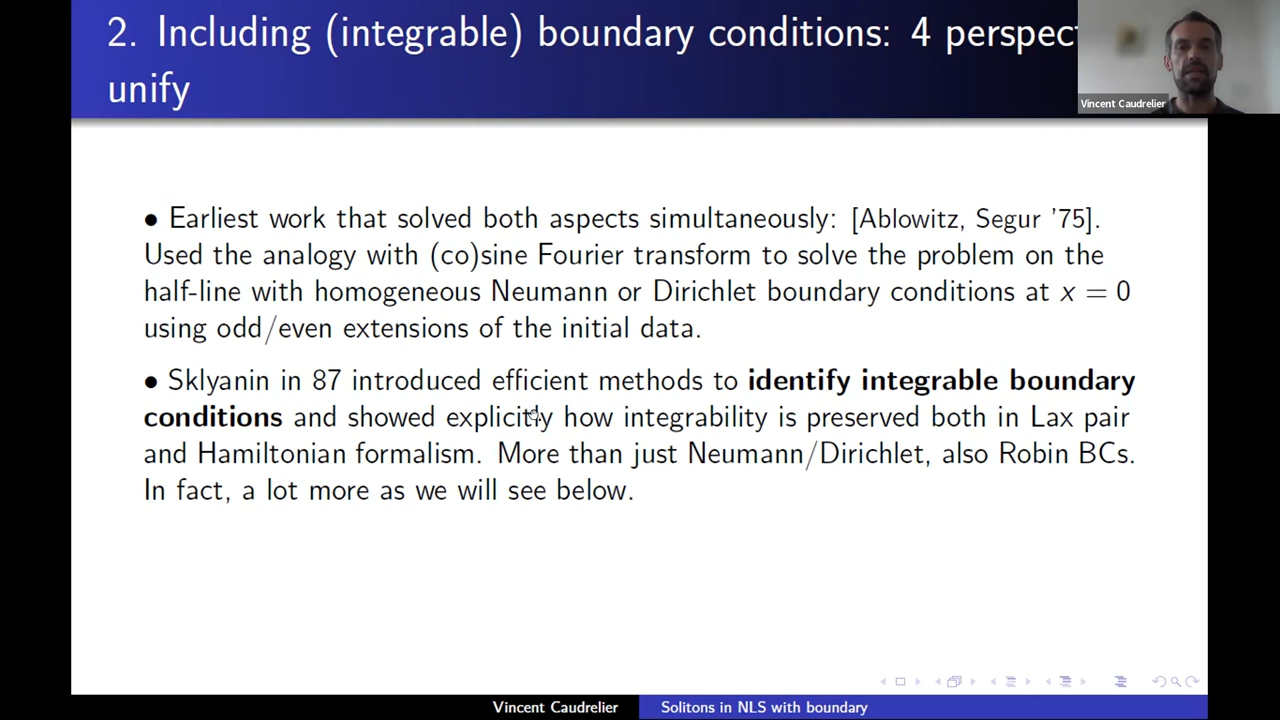 2. Including (integrable) boundary conditions: 4 perspect
unify
Vincent Caudrelier
• Earliest work that solved both aspects simultaneously: [Ablowitz, Segur '75].
Used the analogy with (co)sine Fourier transform to solve the problem on the
half-line with homogeneous Neumann or Dirichlet boundary conditions at x = 0
using odd/even extensions of the initial data.
• Sklyanin in 87 introduced efficient methods to identify integrable boundary
conditions and showed explicitly how integrability is preserved both in Lax pair
and Hamiltonian formalism. More than just Neumann/Dirichlet, also Robin BCs.
In fact, a lot more as we will see below.
Vincent Caudrelier
Solitons in NLS with boundary